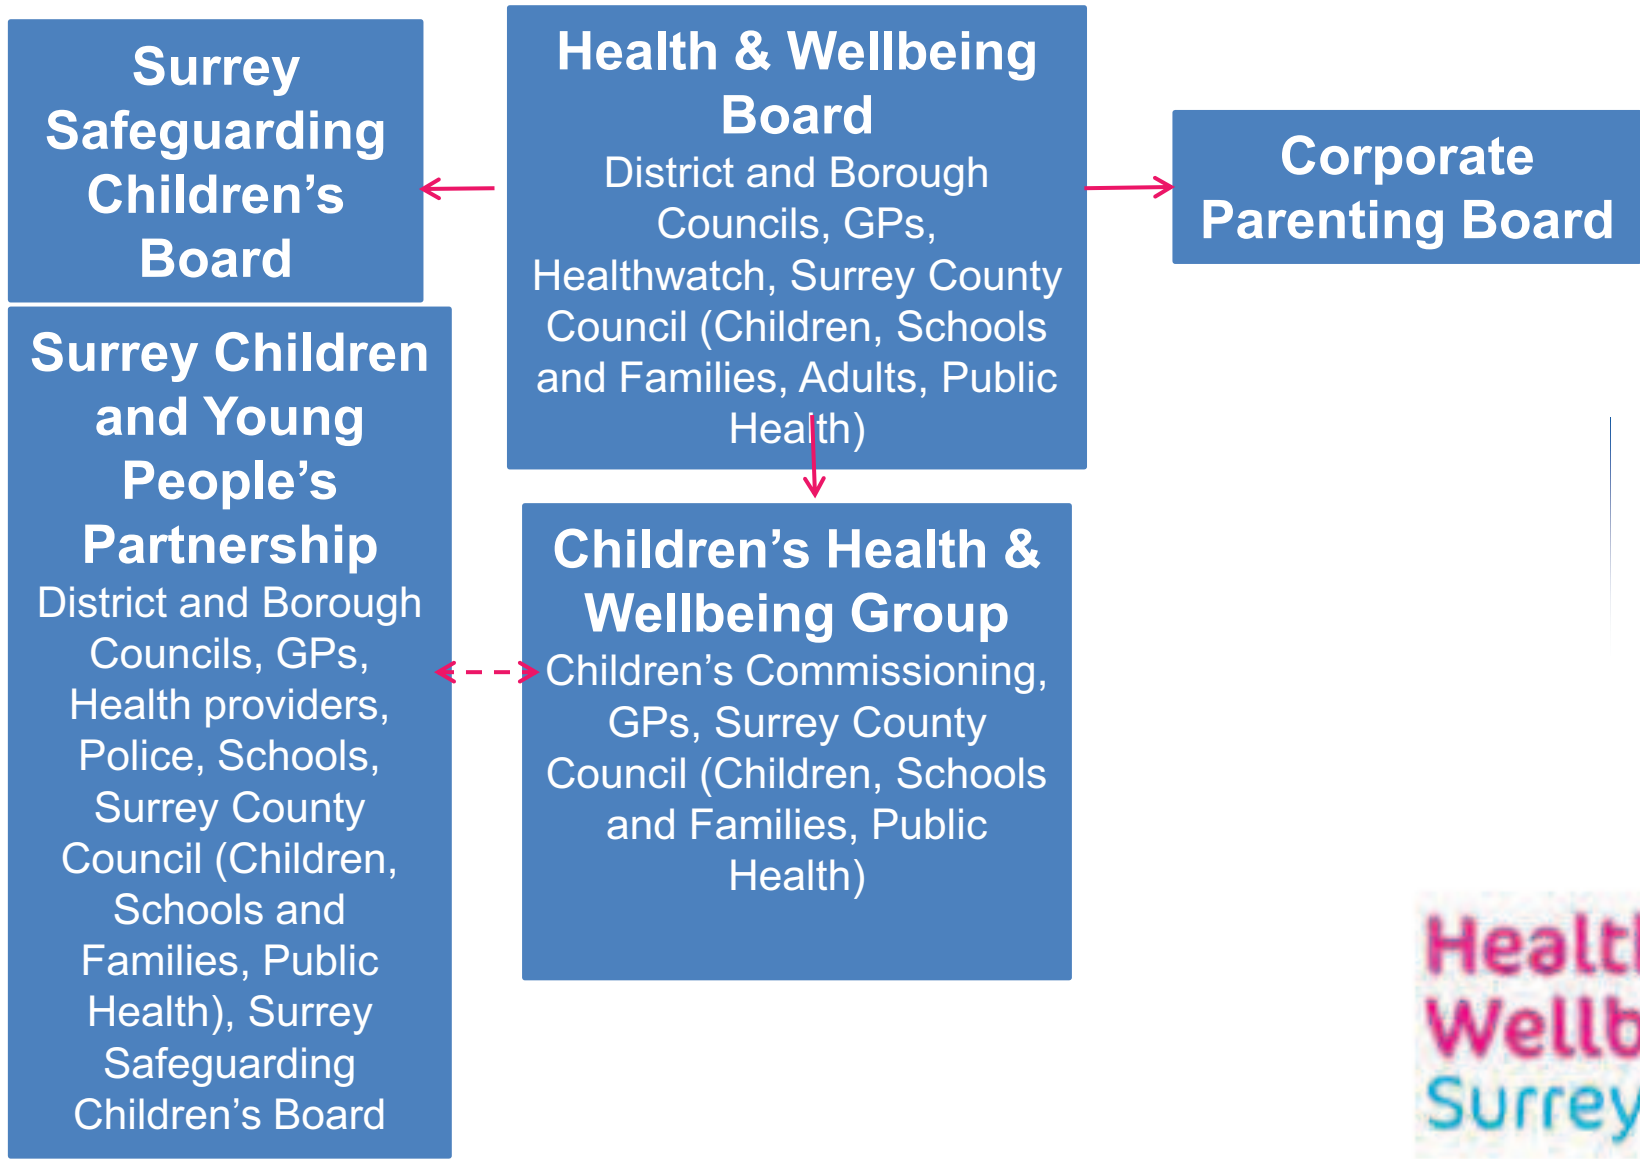 Surrey
Safeguarding
Children’s
Board
Health & Wellbeing
Board
District and Borough
Councils, GPs,
Healthwatch, Surrey County
Council (Children, Schools
and Families, Adults, Public
Health)
Corporate
Parenting Board
Surrey Children
and Young
People’s
Partnership
District and Borough
Councils, GPs,
Health providers,
Police, Schools,
Surrey County
Council (Children,
Schools and
Families, Public
Health), Surrey
Safeguarding
Children’s Board
Children’s Health &
Wellbeing Group
Children’s Commissioning,
GPs, Surrey County
Council (Children, Schools
and Families, Public
Health)
Surrey